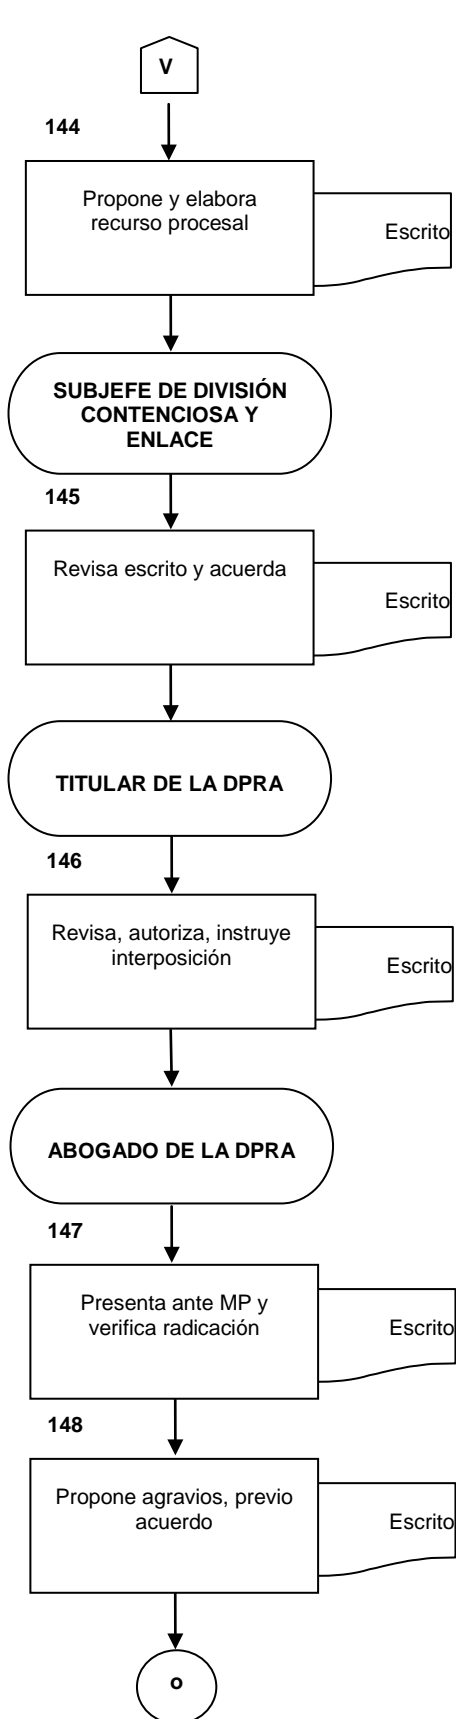 V
144
Propone y elabora
recurso procesal
Escrito
SUBJEFE DE DIVISIÓN
CONTENCIOSA Y
ENLACE
145
Revisa escrito y acuerda
Escrito
TITULAR DE LA DPRA
146
Revisa, autoriza, instruye
interposición
Escrito
ABOGADO DE LA DPRA
147
Presenta ante MP y
verifica radicación
Escrito
148
Propone agravios, previo
acuerdo
Escrito
o